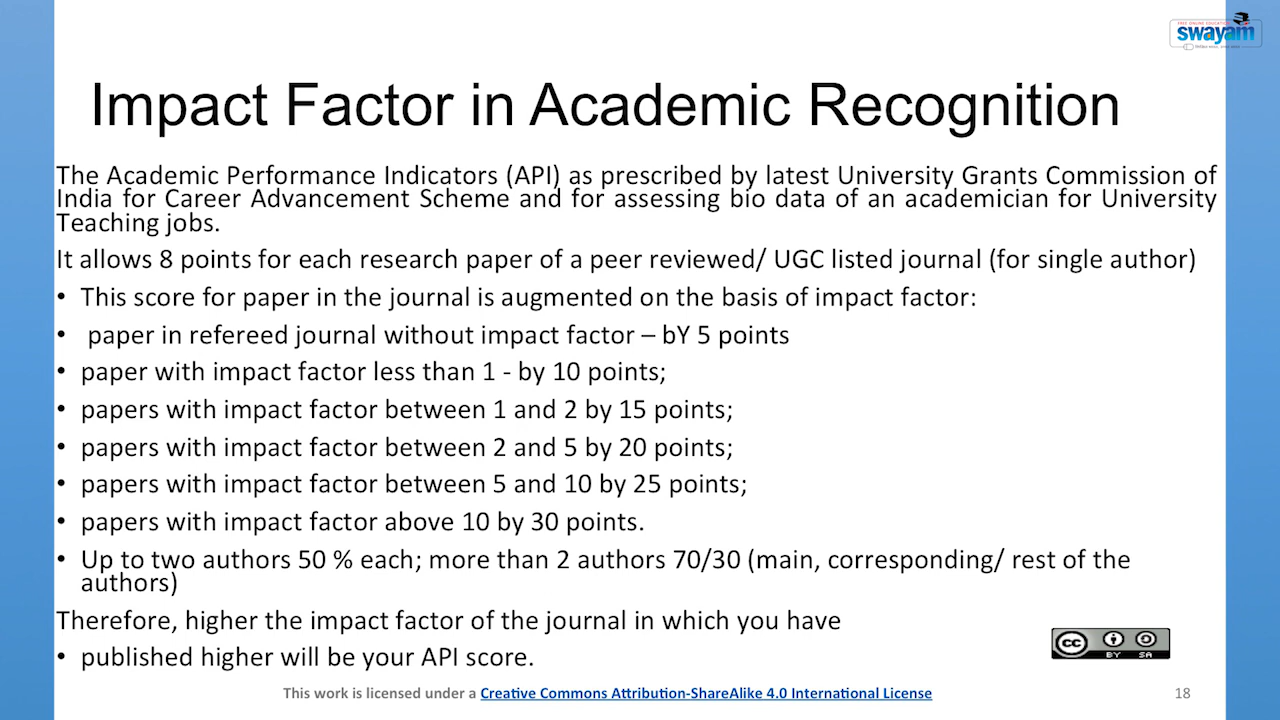 FREE ONLINE EDUCATION
swayam
Impact Factor in Academic Recognition
The Academic Performance Indicators (API) as prescribed by latest University Grants Commission of
India for Career Advancement Scheme and for assessing bio data of an academician for University
Teaching jobs.
It allows 8 points for each research paper of a peer reviewed/ UGC listed journal (for single author)
• This score for paper in the journal is augmented on the basis of impact factor:
• paper in refereed journal without impact factor – bY 5 points
• paper with impact factor less than 1 - by 10 points;
• papers with impact factor between 1 and 2 by 15 points;
• papers with impact factor between 2 and 5 by 20 points;
• papers with impact factor between 5 and 10 by 25 points;
• papers with impact factor above 10 by 30 points.
• Up to two authors 50 % each; more than 2 authors 70/30 (main, corresponding/ rest of the
authors)
Therefore, higher the impact factor of the journal in which you have
• published higher will be your API score.
cc BY SA
This work is licensed under a Creative Commons Attribution-ShareAlike 4.0 International License
18